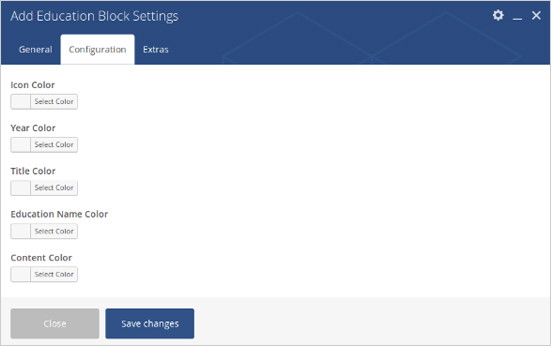 Add Education Block Settings
General Configuration Extras
Icon Color
Select Color
Year Color
Select Color
Title Color
Select Color
Education Name Color
Select Color
Content Color
Select Color
Close Save changes